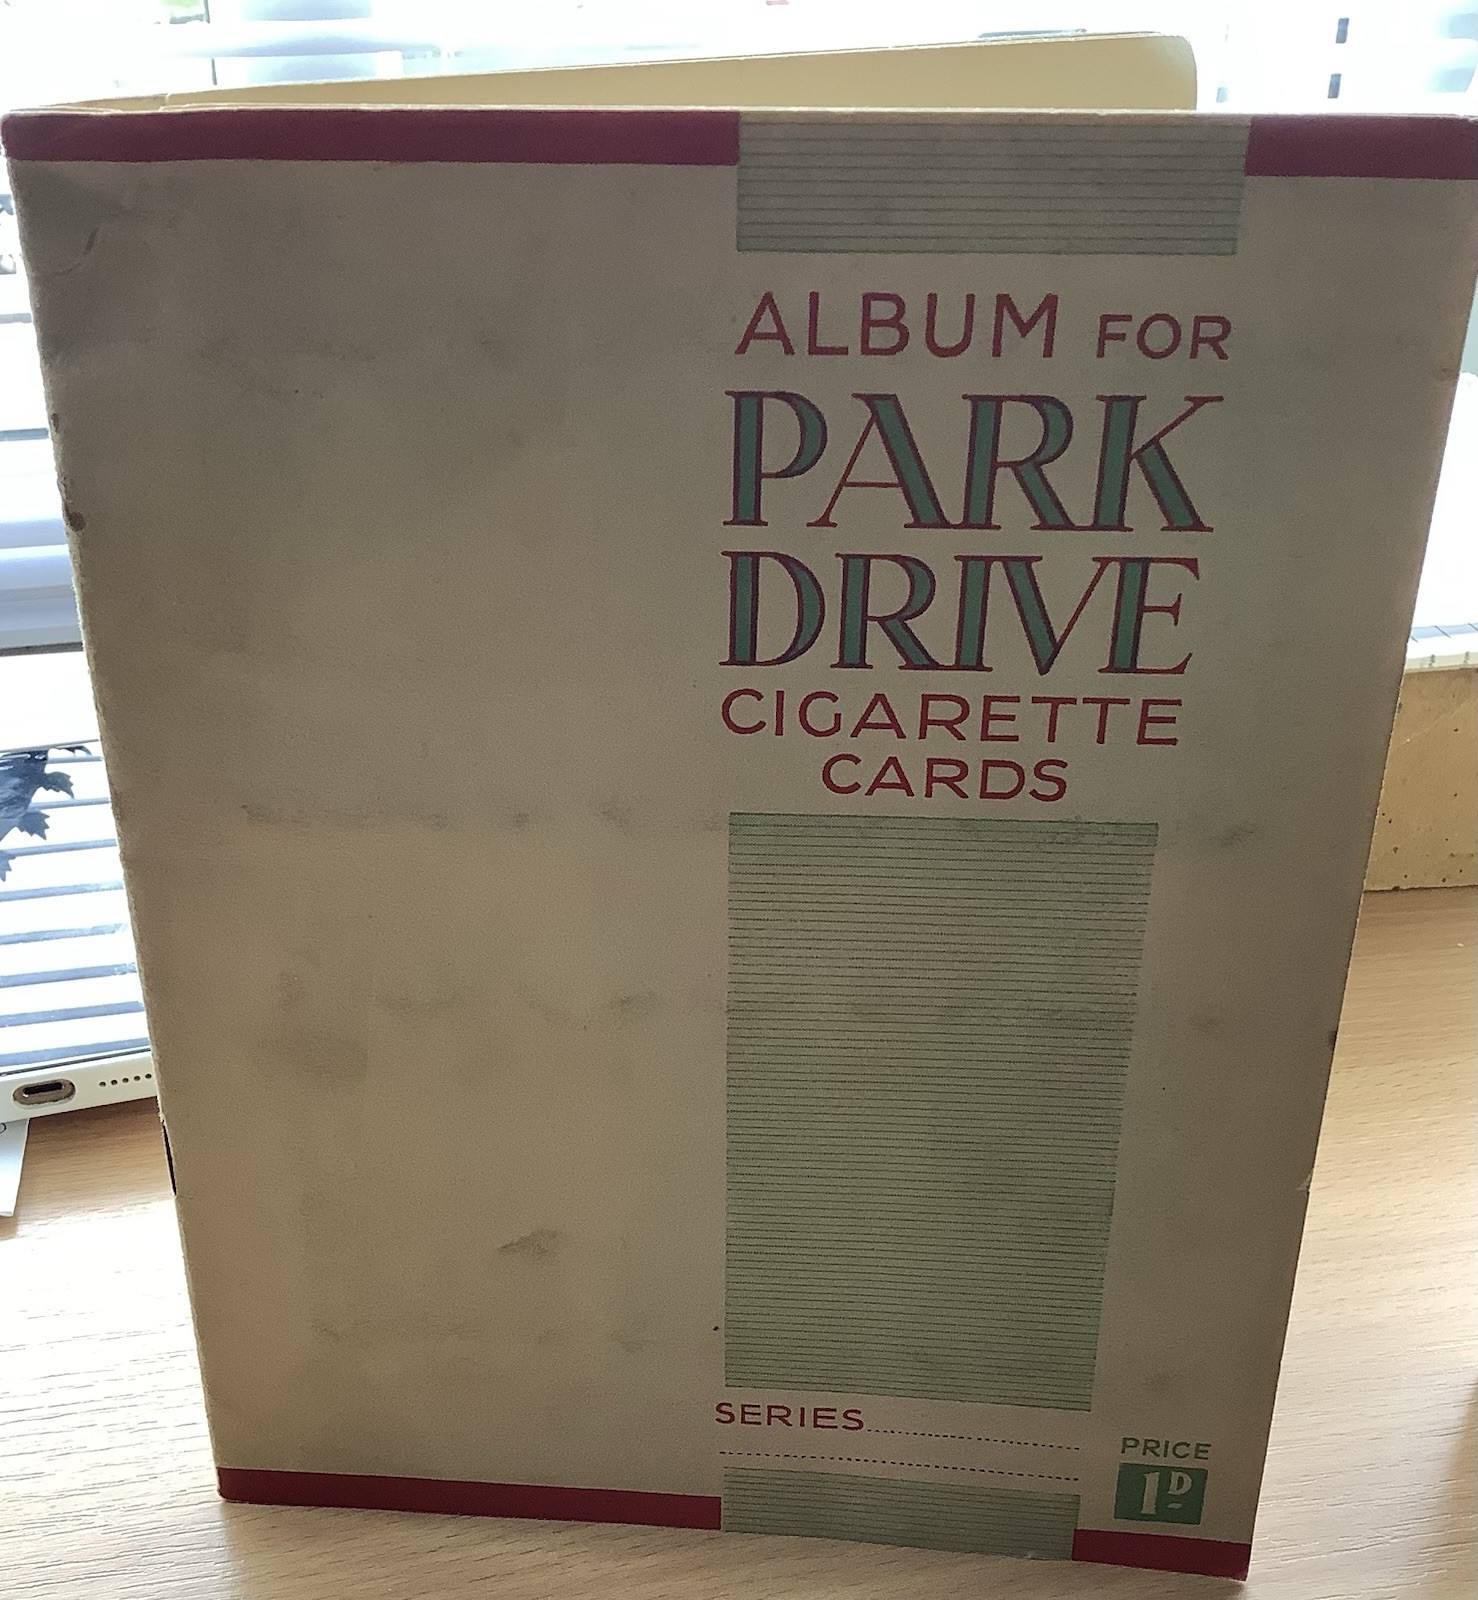 ALBUM FOR
PARK
DRIVE
CIGARETTE
CARDS
SERIES
PRICE
1D